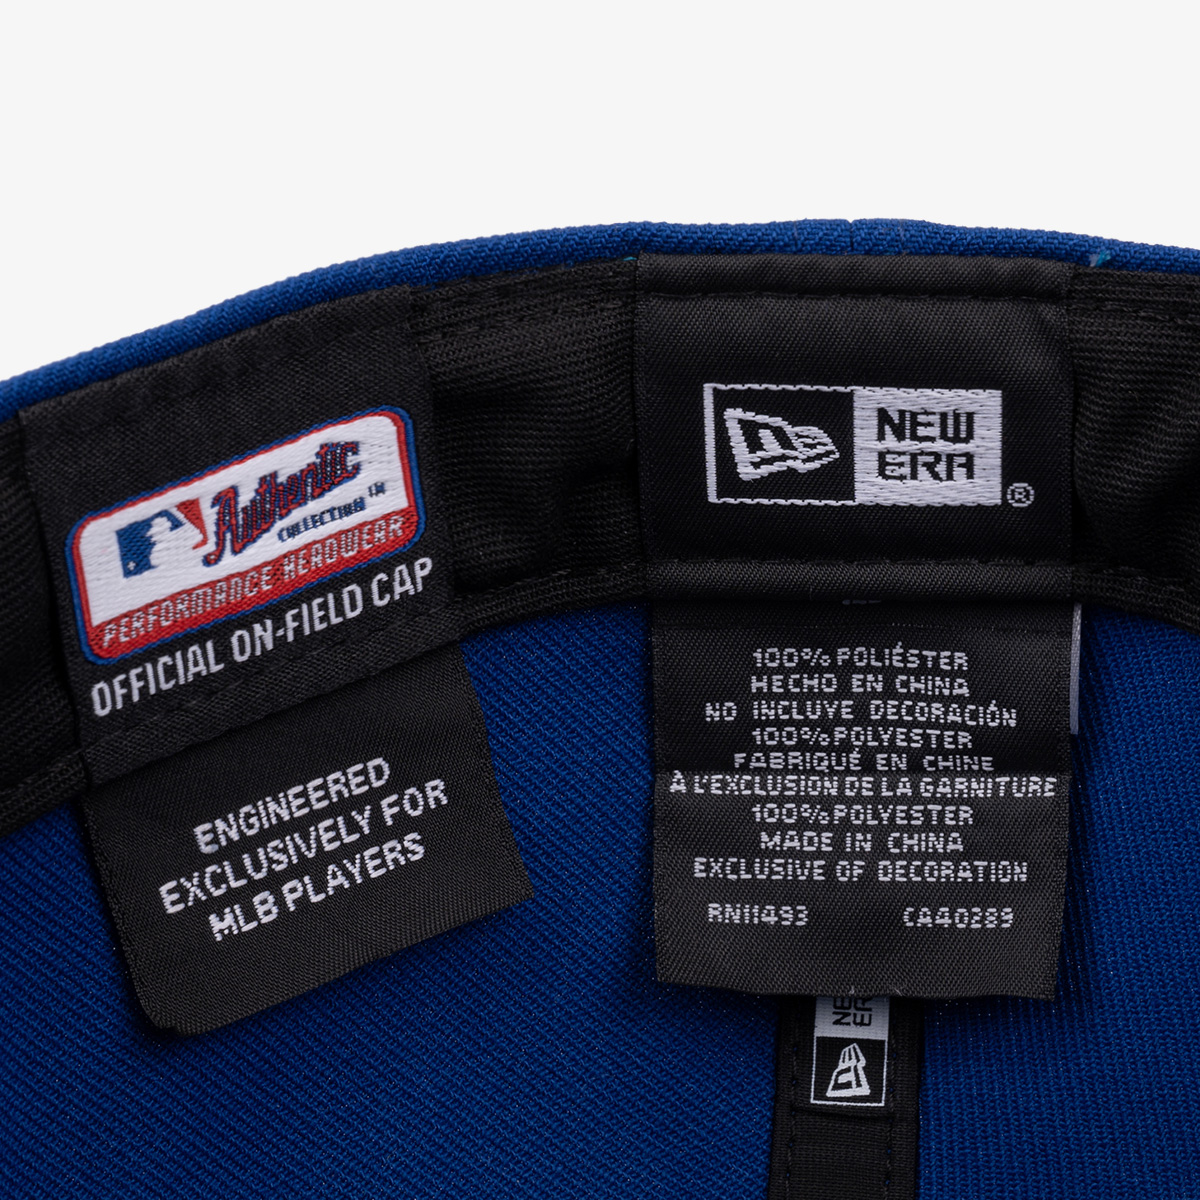 Authentic
COLLECTION™
PERFORMANCE HEADWEAR
OFFICIAL ON-FIELD CAP
ENGINEERED
EXCLUSIVELY FOR
MLB PLAYERS
NEW
ERA
®
100% POLIÉSTER
HECHO EN CHINA
NO INCLUYE DECORACIÓN
100% POLYESTER
FABRIQUÉ EN CHINE
À L'EXCLUSION DE LA GARNITURE
100% POLYESTER
MADE IN CHINA
EXCLUSIVE OF DECORATION
RN11493 CA40289
NEW
ER